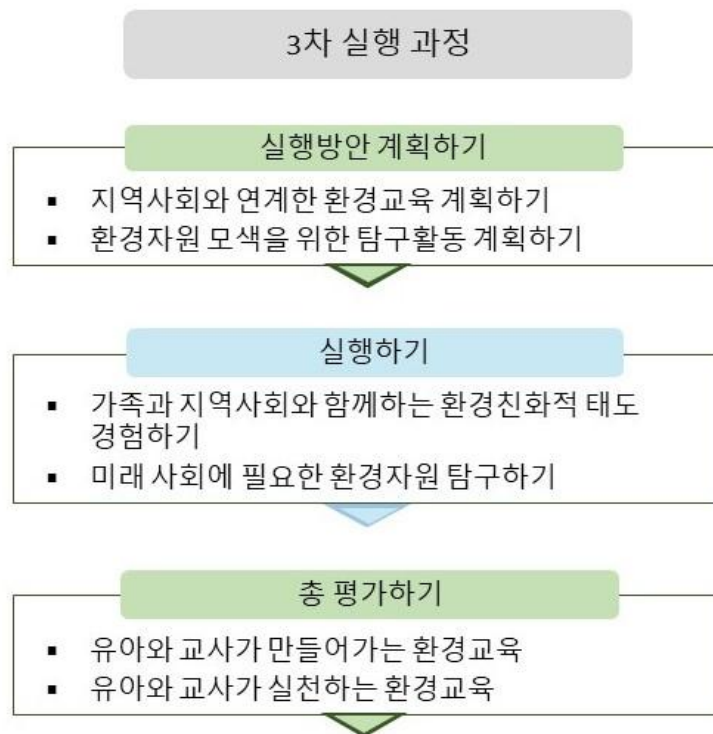 3차 실행 과정
실행방안 계획하기
▪ 지역사회와 연계한 환경교육 계획하기
▪ 환경자원 모색을 위한 탐구활동 계획하기
실행하기
▪ 가족과 지역사회와 함께하는 환경친화적 태도
경험하기
▪ 미래 사회에 필요한 환경자원 탐구하기
총 평가하기
▪ 유아와 교사가 만들어가는 환경교육
▪ 유아와 교사가 실천하는 환경교육